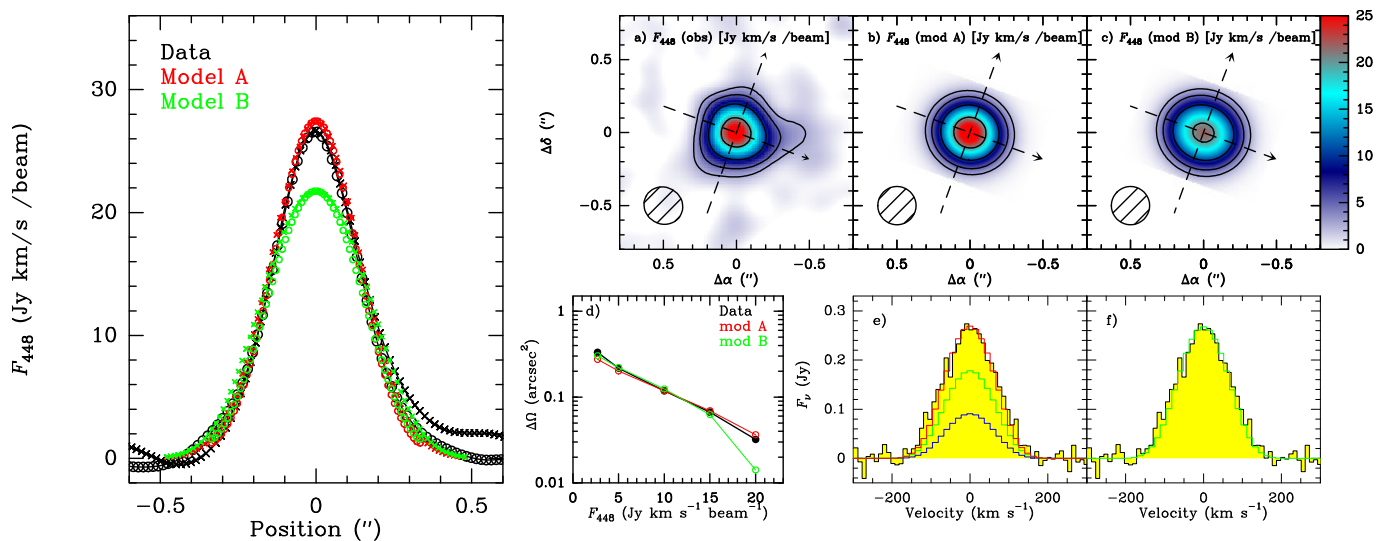 Data
Model A
Model B
30
20
10
0
−0.5
0
0.5
Position (″)
F448 (Jy km/s /beam)
a) F448 (obs) [Jy km/s /beam]
b) F448 (mod A) [Jy km/s /beam]
c) F448 (mod B) [Jy km/s /beam]
0.5
0
−0.5
Δδ (″)
0.5
0
−0.5
0.5
0
−0.5
0.5
0
−0.5
Δα (″)
Δα (″)
Δα (″)
25
20
15
10
5
0
d)
Data
mod A
mod B
1
0.1
0.01
ΔΩ (arcsec²)
0
5
10
15
20
F448 (Jy km s⁻¹ beam⁻¹)
e)
0.3
0.2
0.1
0
Fν (Jy)
−200
0
200
Velocity (km s⁻¹)
f)
−200
0
200
Velocity (km s⁻¹)